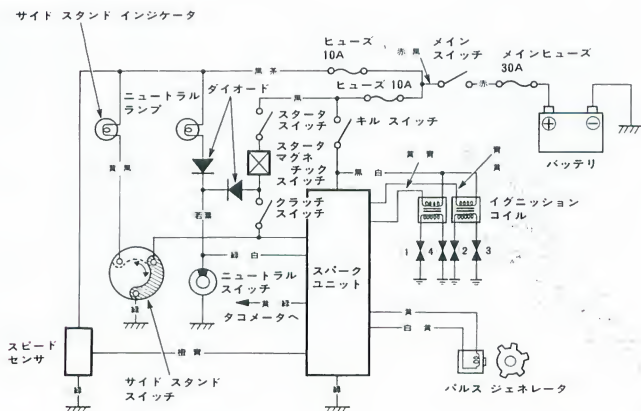 サイド スタンド インジケータ
ヒューズ
10A
赤 黒
メイン
スイッチ
メインヒューズ
30A
黒 茶
ヒューズ 10A
赤
ニュートラル
ランプ
ダイオード
黒
スタータ
スイッチ
キル スイッチ
バッテリ
スタータ
マグネ
チック
スイッチ
黄 黒
黒 白
クラッチ
スイッチ
イグニッション
コイル
若黒
1 4 2 3
緑 白
ニュートラル
スイッチ
スパーク
ユニット
黄 緑
タコメータへ
緑
黄
白 黄
スピード
センサ
サイド スタンド
スイッチ
緑
緑
パルス ジェネレータ